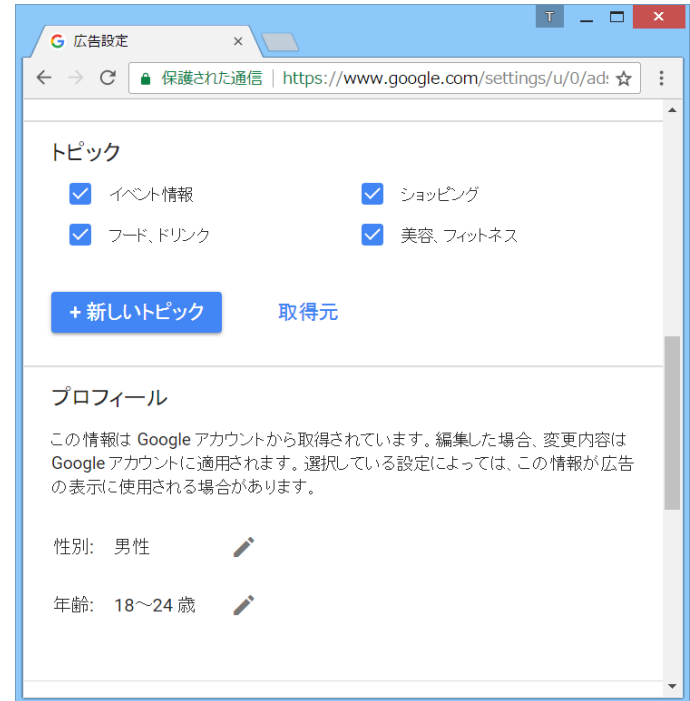 T
G 広告設定
保護された通信 | https://www.google.com/settings/u/0/ads
トピック
イベント情報 ショッピング
フード、ドリンク 美容、フィットネス
+ 新しいトピック 取得元
プロフィール
この情報は Google アカウントから取得されています。編集した場合、変更内容は
Google アカウントに適用されます。選択している設定によっては、この情報が広告
の表示に使用される場合があります。
性別: 男性
年齢: 18～24 歳